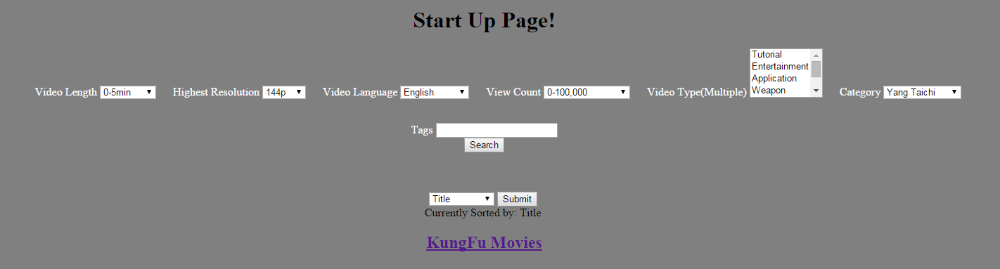 Start Up Page!
Tutorial
Entertainment
Application
Weapon
Video Length 0-5min Highest Resolution 144p Video Language English View Count 0-100,000 Video Type(Multiple) Category Yang Taichi
Tags
Search
Title Submit
Currently Sorted by: Title
KungFu Movies